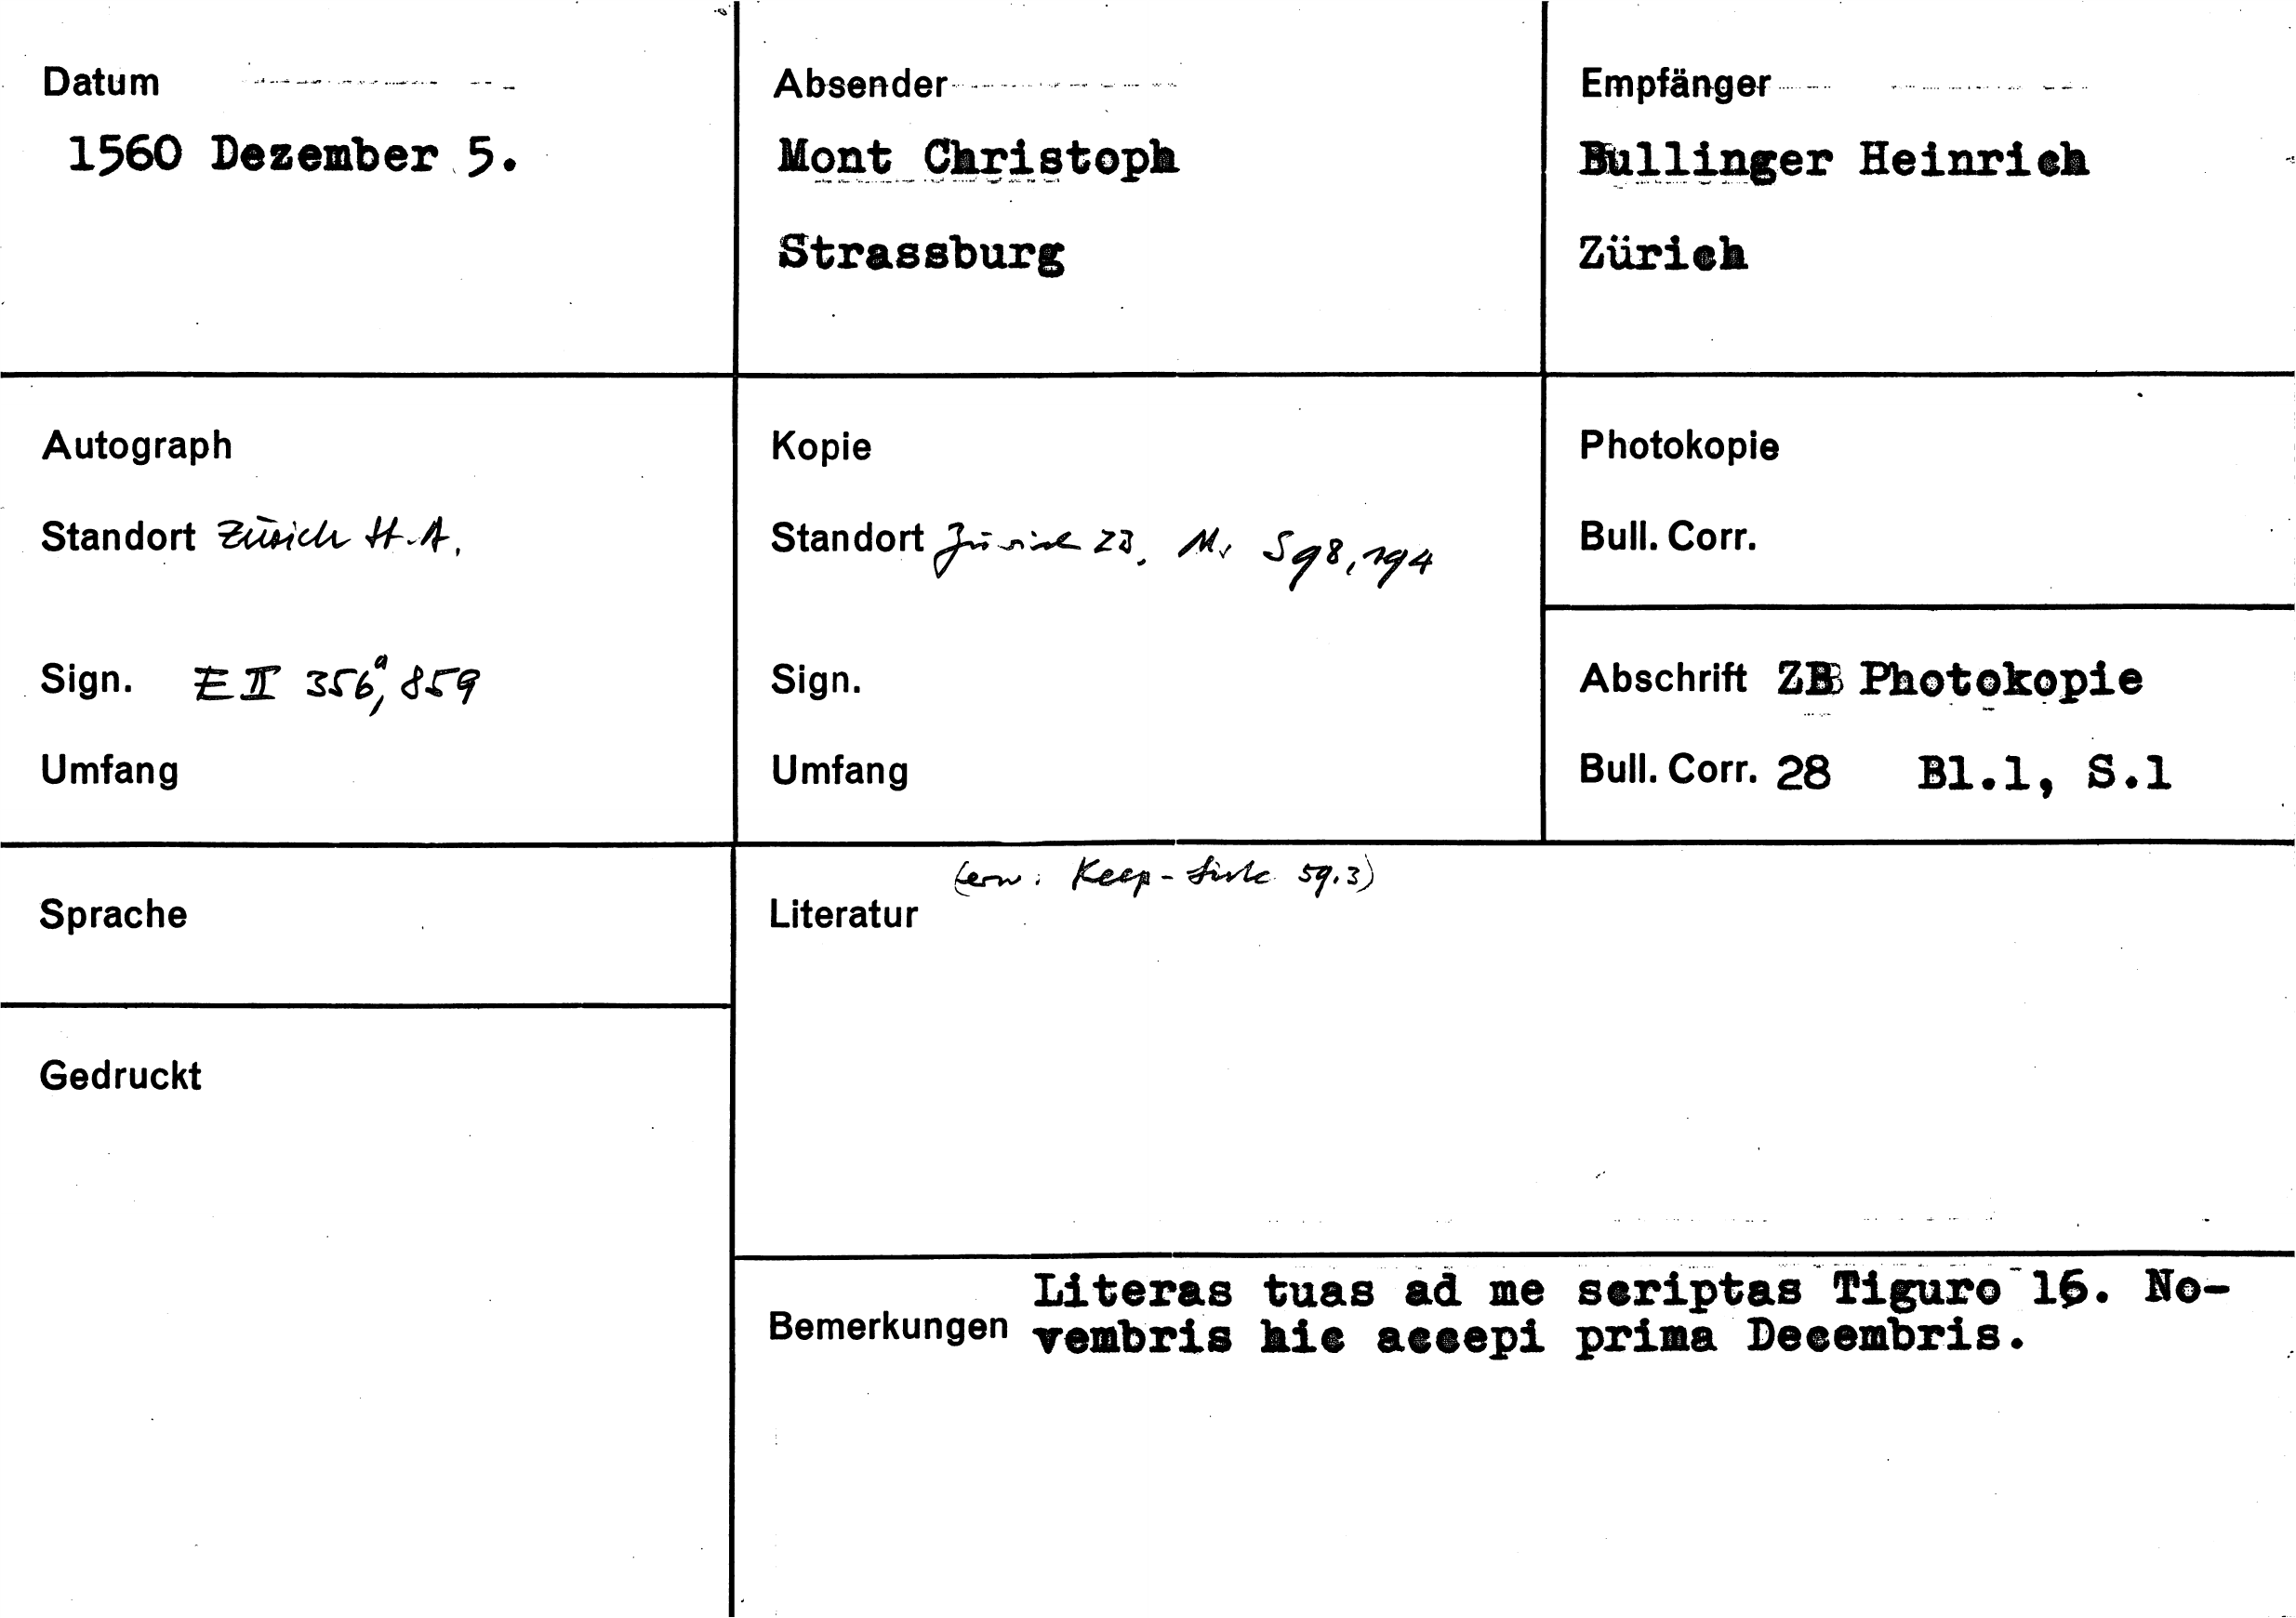 Datum
1560 Dezember 5.
Absender
Mont Christoph
Strassburg
Empfänger
Bullinger Heinrich
Zürich
Autograph
Standort Zürich St.A.
Sign. E II 356a, 859
Umfang
Kopie
Standort Zürich ZB, Ms S 98, 194
Sign.
Umfang
Photokopie
Bull. Corr.
Abschrift ZB Photokopie
Bull. Corr. 28 Bl.1, S.1
Sprache
Gedruckt
(erw: Keep- 59.3)
Literatur
Bemerkungen
Literas tuas ad me scriptas Tiguro 16. No-
vembris hic accepi prima Decembris.